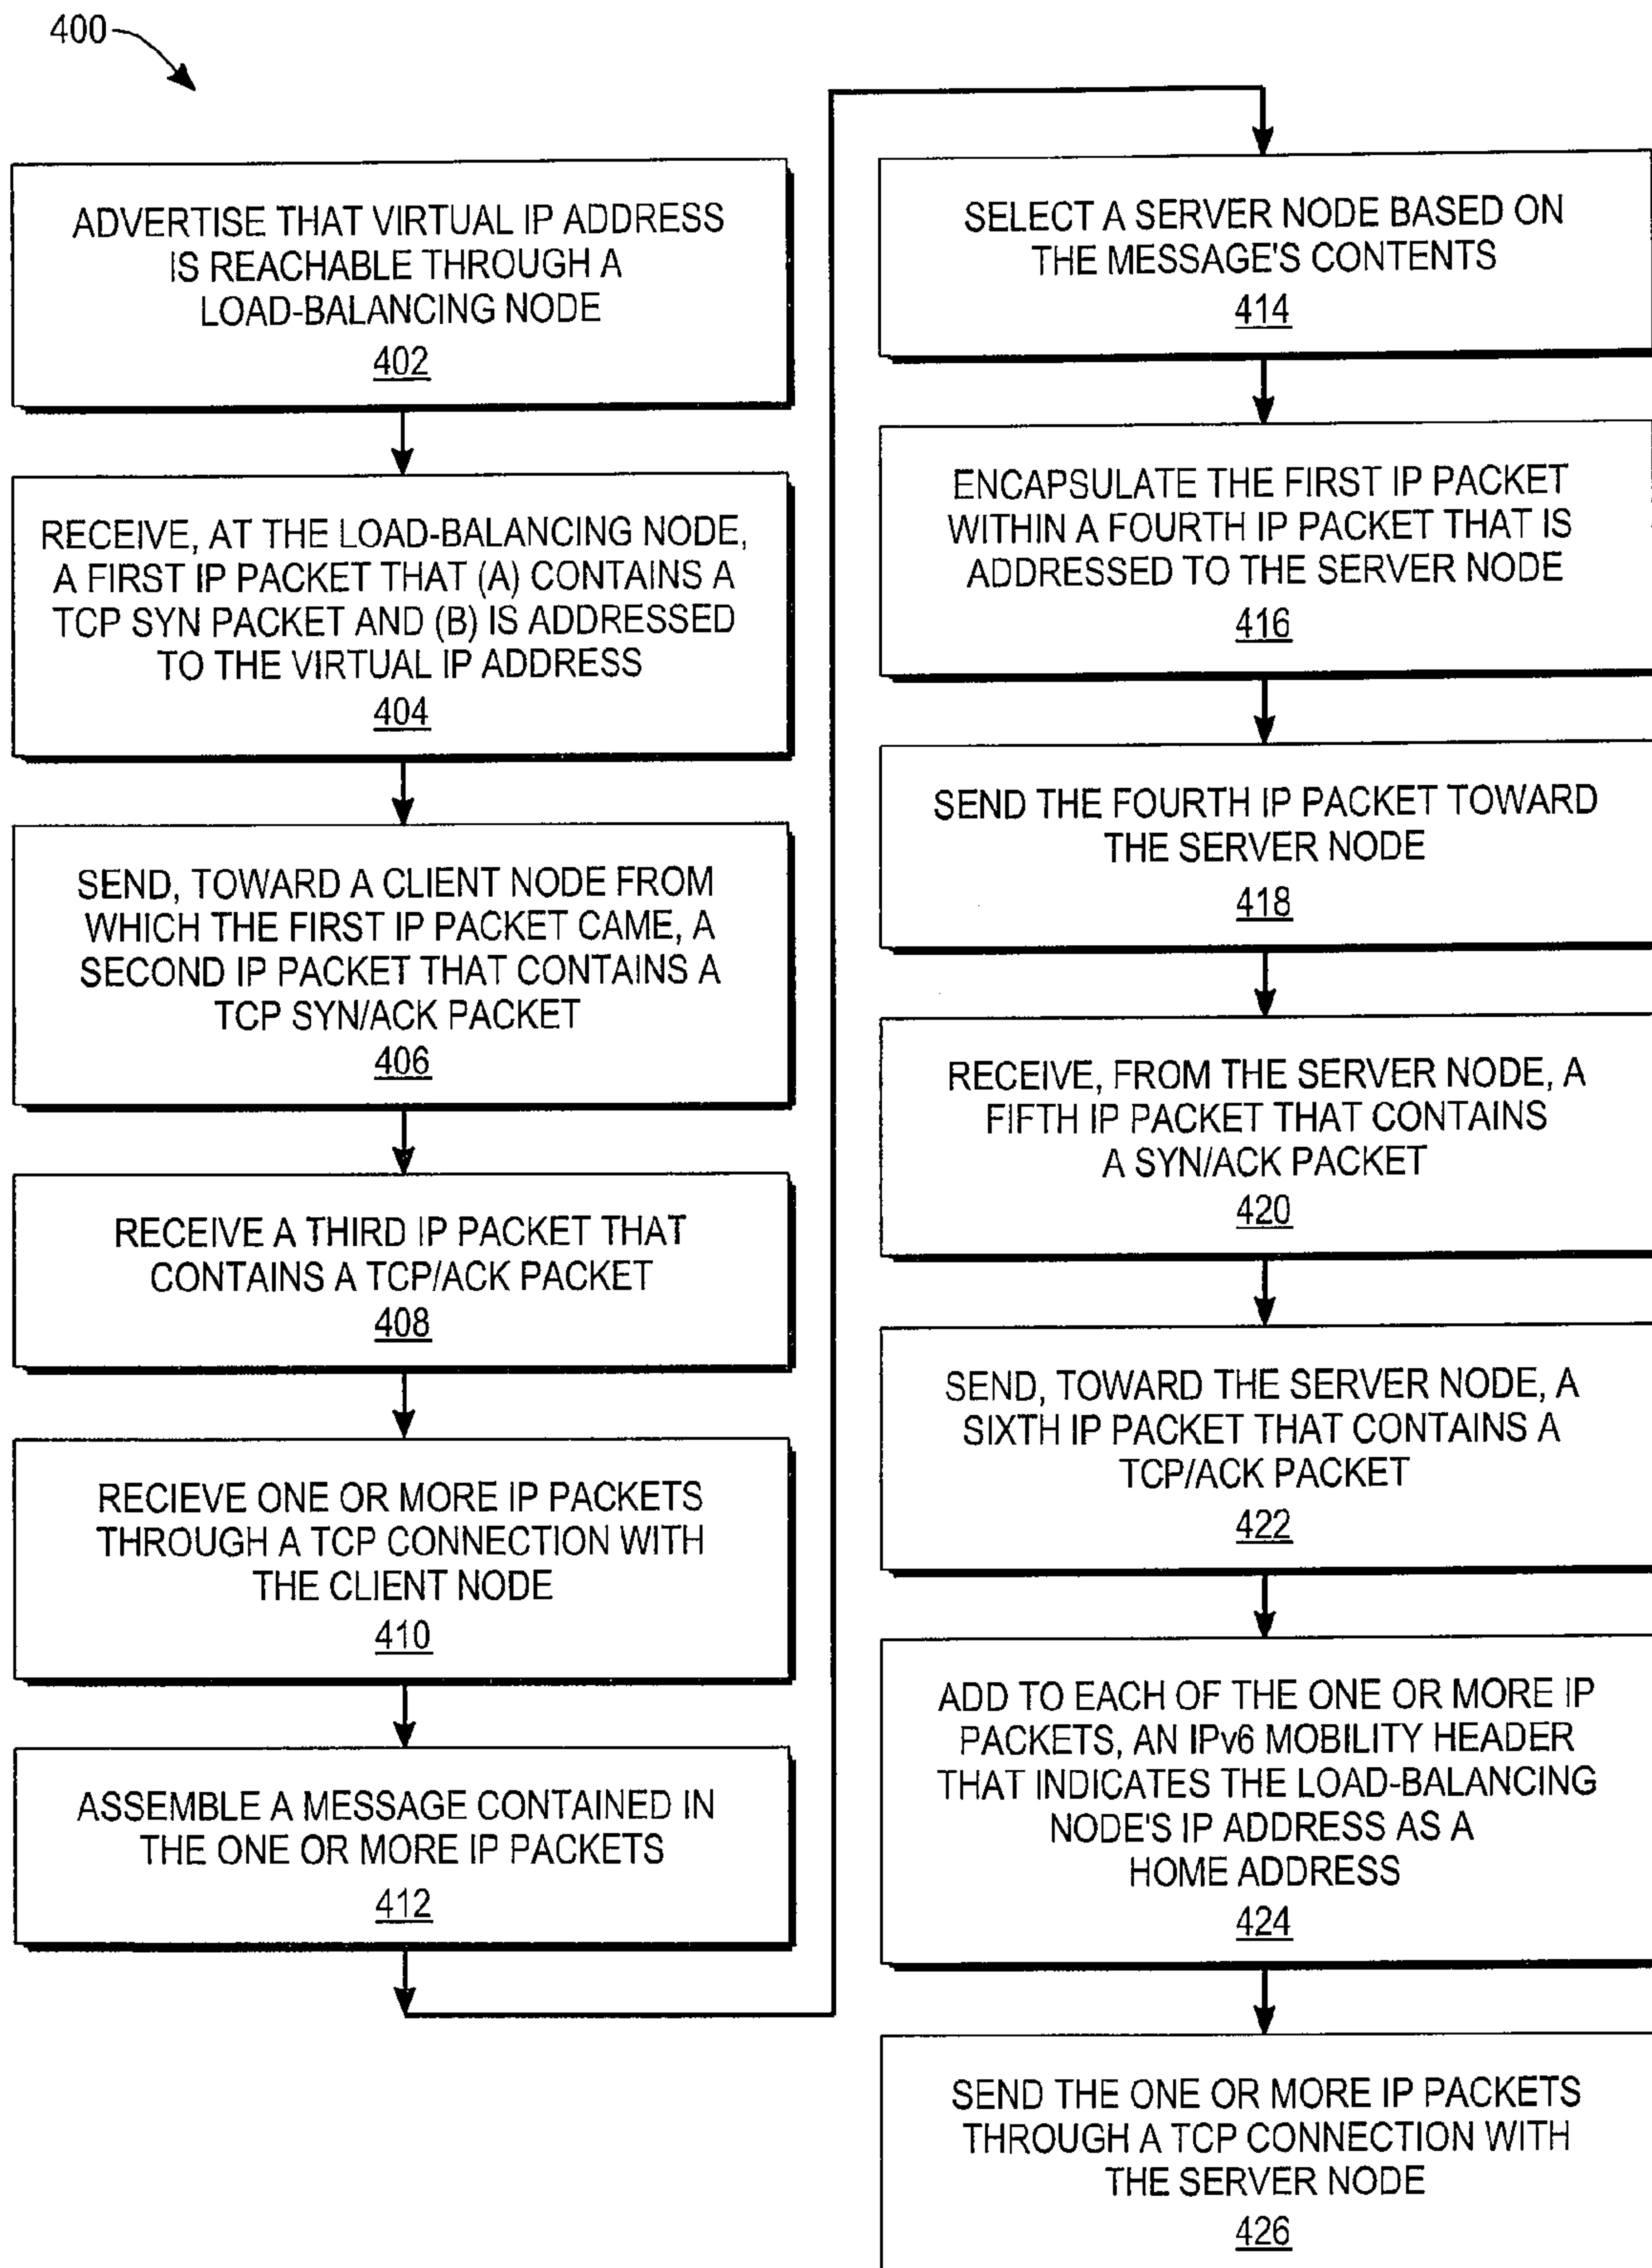 400
ADVERTISE THAT VIRTUAL IP ADDRESS
IS REACHABLE THROUGH A
LOAD-BALANCING NODE
402
RECEIVE, AT THE LOAD-BALANCING NODE,
A FIRST IP PACKET THAT (A) CONTAINS A
TCP SYN PACKET AND (B) IS ADDRESSED
TO THE VIRTUAL IP ADDRESS
404
SEND, TOWARD A CLIENT NODE FROM
WHICH THE FIRST IP PACKET CAME, A
SECOND IP PACKET THAT CONTAINS A
TCP SYN/ACK PACKET
406
RECEIVE A THIRD IP PACKET THAT
CONTAINS A TCP/ACK PACKET
408
RECIEVE ONE OR MORE IP PACKETS
THROUGH A TCP CONNECTION WITH
THE CLIENT NODE
410
ASSEMBLE A MESSAGE CONTAINED IN
THE ONE OR MORE IP PACKETS
412
SELECT A SERVER NODE BASED ON
THE MESSAGE'S CONTENTS
414
ENCAPSULATE THE FIRST IP PACKET
WITHIN A FOURTH IP PACKET THAT IS
ADDRESSED TO THE SERVER NODE
416
SEND THE FOURTH IP PACKET TOWARD
THE SERVER NODE
418
RECEIVE, FROM THE SERVER NODE, A
FIFTH IP PACKET THAT CONTAINS
A SYN/ACK PACKET
420
SEND, TOWARD THE SERVER NODE, A
SIXTH IP PACKET THAT CONTAINS A
TCP/ACK PACKET
422
ADD TO EACH OF THE ONE OR MORE IP
PACKETS, AN IPv6 MOBILITY HEADER
THAT INDICATES THE LOAD-BALANCING
NODE'S IP ADDRESS AS A
HOME ADDRESS
424
SEND THE ONE OR MORE IP PACKETS
THROUGH A TCP CONNECTION WITH
THE SERVER NODE
426